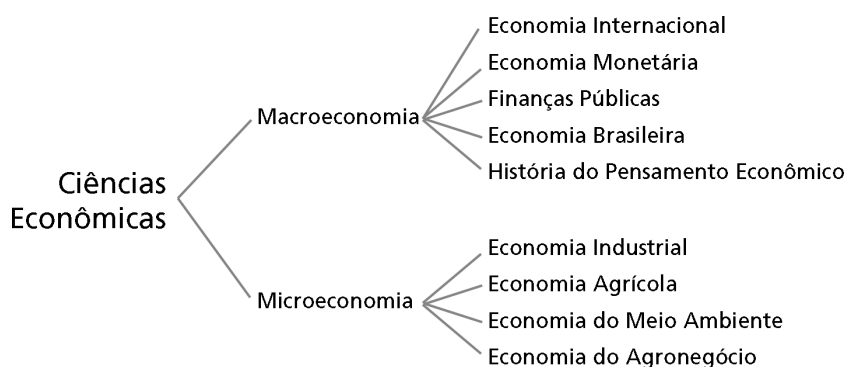 Ciências
Econômicas
Macroeconomia
Economia Internacional
Economia Monetária
Finanças Públicas
Economia Brasileira
História do Pensamento Econômico
Microeconomia
Economia Industrial
Economia Agrícola
Economia do Meio Ambiente
Economia do Agronegócio